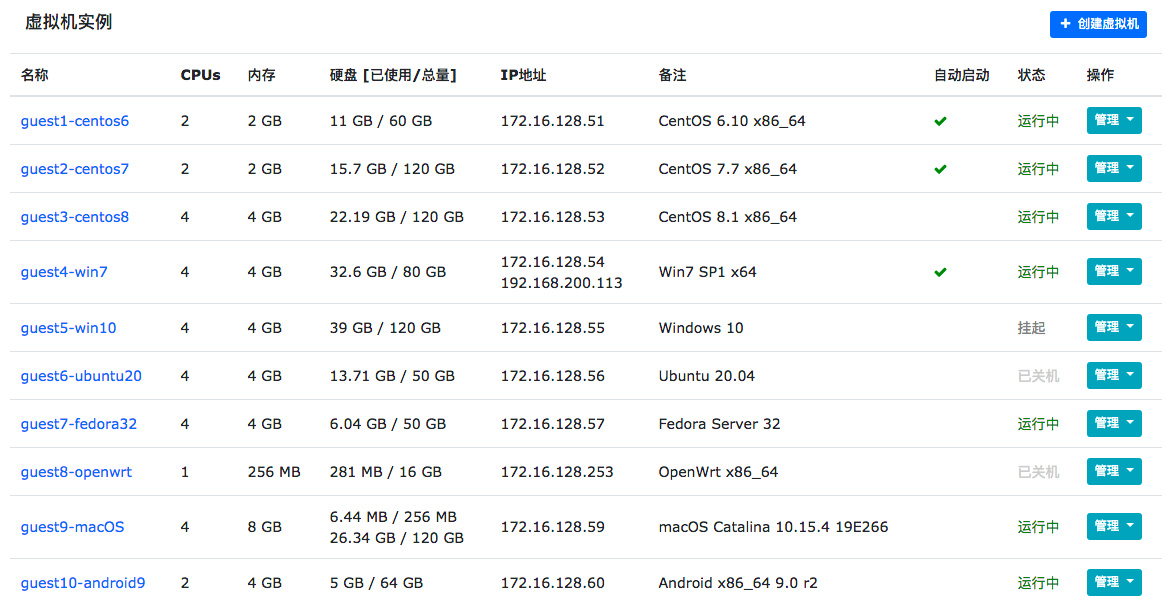 虚拟机实例
创建虚拟机
名称 CPUs 内存 硬盘 [已使用/总量] IP地址 备注 自动启动 状态 操作
guest1-centos6 2 2 GB 11 GB / 60 GB 172.16.128.51 CentOS 6.10 x86_64 运行中 管理
guest2-centos7 2 2 GB 15.7 GB / 120 GB 172.16.128.52 CentOS 7.7 x86_64 运行中 管理
guest3-centos8 4 4 GB 22.19 GB / 120 GB 172.16.128.53 CentOS 8.1 x86_64 运行中 管理
guest4-win7 4 4 GB 32.6 GB / 80 GB 172.16.128.54 Win7 SP1 x64 运行中 管理
192.168.200.113
guest5-win10 4 4 GB 39 GB / 120 GB 172.16.128.55 Windows 10 挂起 管理
guest6-ubuntu20 4 4 GB 13.71 GB / 50 GB 172.16.128.56 Ubuntu 20.04 已关机 管理
guest7-fedora32 4 4 GB 6.04 GB / 50 GB 172.16.128.57 Fedora Server 32 运行中 管理
guest8-openwrt 1 256 MB 281 MB / 16 GB 172.16.128.253 OpenWrt x86_64 已关机 管理
guest9-macOS 4 8 GB 6.44 MB / 256 MB 172.16.128.59 macOS Catalina 10.15.4 19E266 运行中 管理
26.34 GB / 120 GB
guest10-android9 2 4 GB 5 GB / 64 GB 172.16.128.60 Android x86_64 9.0 r2 运行中 管理